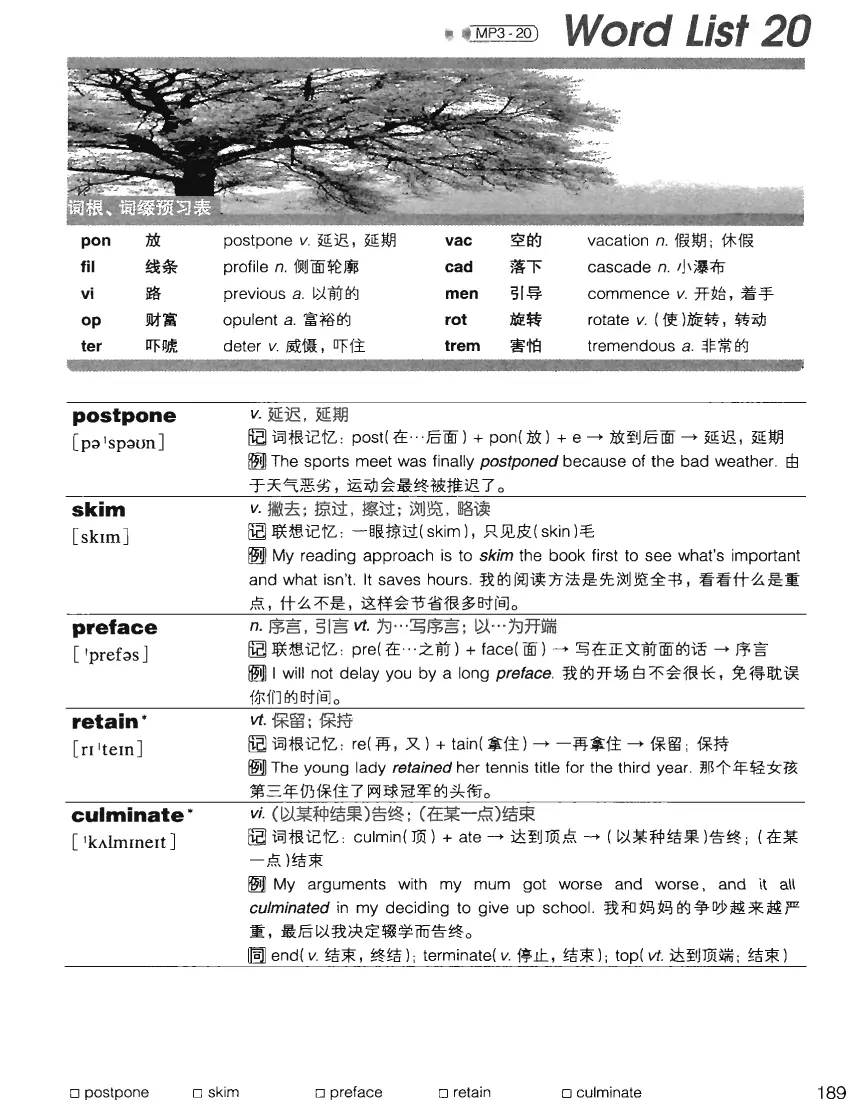 MP3-20 Word List 20
词根、词缀预习表
pon 放 postpone v. 延迟，延期 vac 空的 vacation n. 假期；休假
fil 线条 profile n. 侧面轮廓 cad 落下 cascade n. 小瀑布
vi 路 previous a. 以前的 men 引导 commence v. 开始，着手
op 财富 opulent a. 富裕的 rot 旋转 rotate v. (使)旋转，转动
ter 吓唬 deter v. 威慑，吓住 trem 害怕 tremendous a. 非常的
postpone v. 延迟，延期
[pəˈspəʊn] 记 词根记忆：post(在…后面) + pon(放) + e → 放到后面 → 延迟，延期
例 The sports meet was finally postponed because of the bad weather. 由
于天气恶劣，运动会最终被推迟了。
skim v. 撇去；掠过，擦过；浏览，略读
[skɪm] 记 联想记忆：一眼掠过(skim)，只见皮(skin)毛
例 My reading approach is to skim the book first to see what's important
and what isn't. It saves hours. 我的阅读方法是先浏览全书，看看什么是重
点，什么不是，这样会节省很多时间。
preface n. 序言，引言 vt. 为…写序言；以…为开端
[ˈprefəs] 记 联想记忆：pre(在…之前) + face(面) → 写在正文前面的话 → 序言
例 I will not delay you by a long preface. 我的开场白不会很长，免得耽误
你们的时间。
retain* vt. 保留；保持
[rɪˈteɪn] 记 词根记忆：re(再，又) + tain(拿住) → 一再拿住 → 保留；保持
例 The young lady retained her tennis title for the third year. 那个年轻女孩
第三年仍保住了网球冠军的头衔。
culminate* vi. (以某种结果)告终；(在某一点)结束
[ˈkʌlmɪneɪt] 记 词根记忆：culmin(顶) + ate → 达到顶点 → (以某种结果)告终；(在某
一点)结束
例 My arguments with my mum got worse and worse, and it all
culminated in my deciding to give up school. 我和妈妈的争吵越来越严
重，最后以我决定辍学而告终。
同 end(v. 结束，终结)；terminate(v. 停止，结束)；top(vt. 达到顶端；结束)
□ postpone □ skim □ preface □ retain □ culminate 189